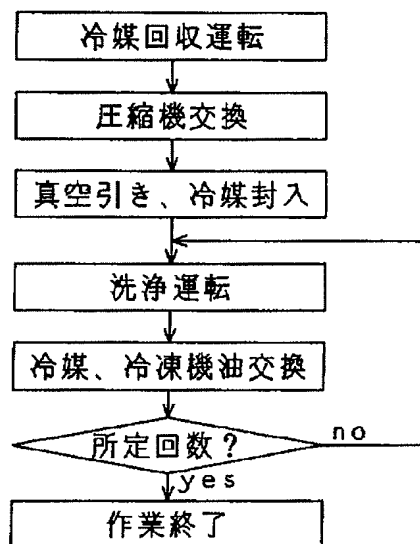 冷媒回収運転
圧縮機交換
真空引き、冷媒封入
洗浄運転
冷媒、冷凍機油交換
所定回数？
no
yes
作業終了